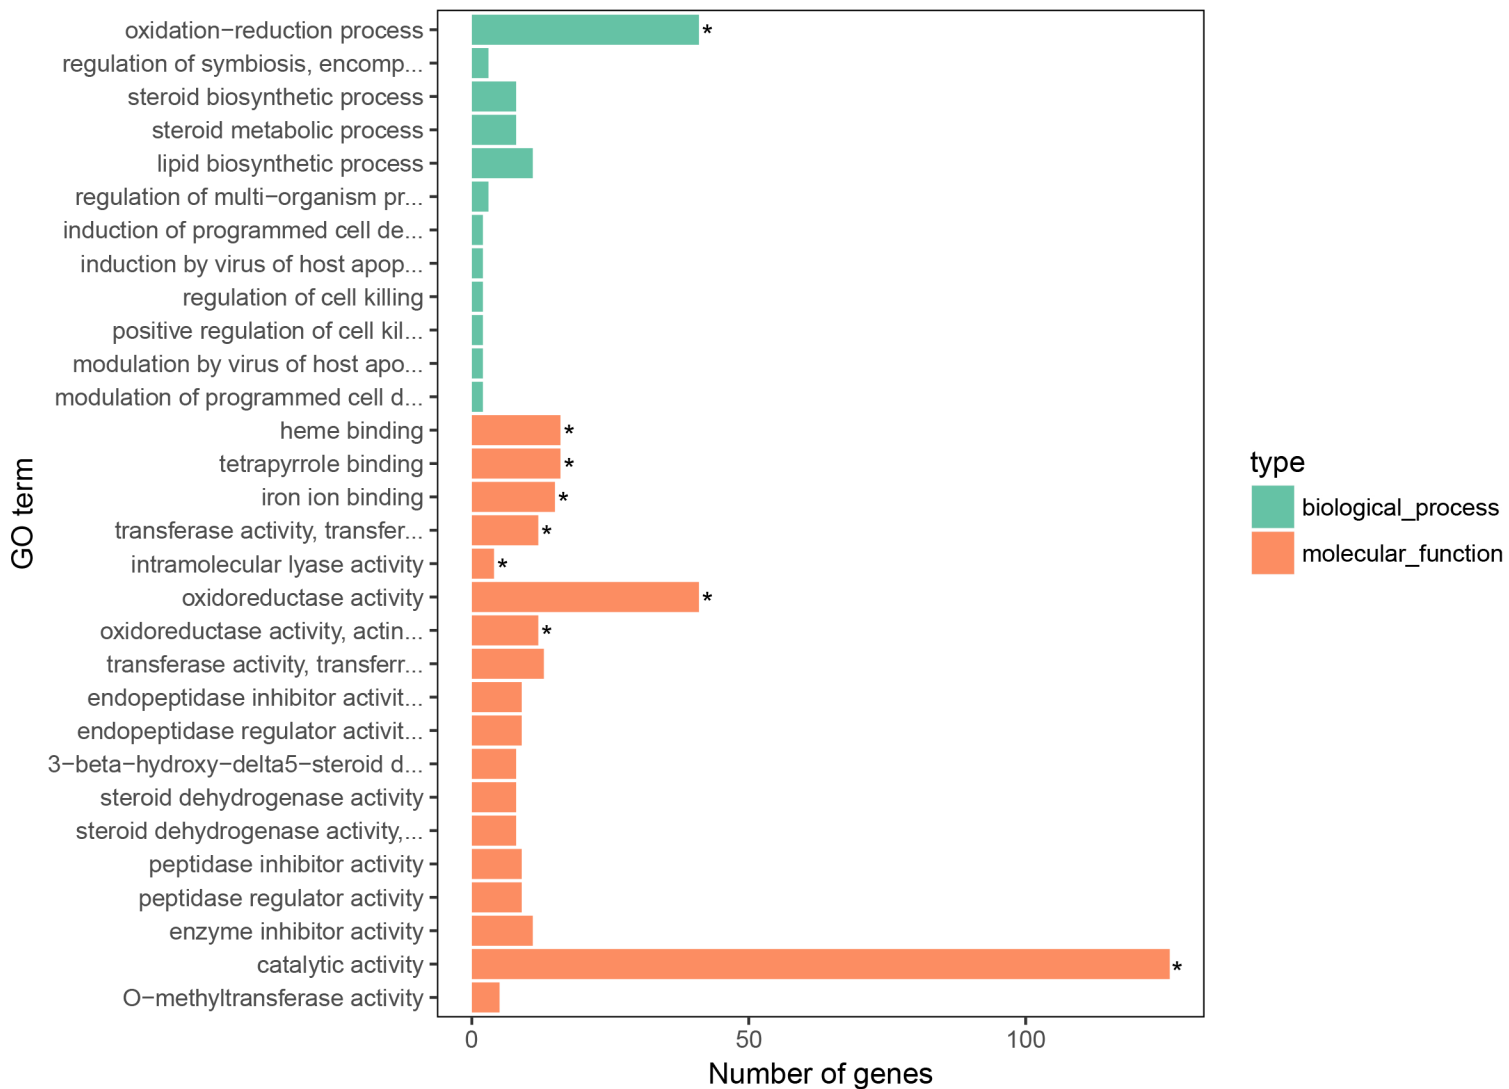 oxidation−reduction process *
regulation of symbiosis, encomp...
steroid biosynthetic process
steroid metabolic process
lipid biosynthetic process
regulation of multi−organism pr...
induction of programmed cell de...
induction by virus of host apop...
regulation of cell killing
positive regulation of cell kil...
modulation by virus of host apo...
modulation of programmed cell d...
heme binding *
tetrapyrrole binding *
iron ion binding *
transferase activity, transfer... *
intramolecular lyase activity *
oxidoreductase activity *
oxidoreductase activity, actin... *
transferase activity, transferr...
endopeptidase inhibitor activit...
endopeptidase regulator activit...
3−beta−hydroxy−delta5−steroid d...
steroid dehydrogenase activity
steroid dehydrogenase activity,...
peptidase inhibitor activity
peptidase regulator activity
enzyme inhibitor activity
catalytic activity *
O−methyltransferase activity
GO term
0 50 100
Number of genes
type
biological_process
molecular_function